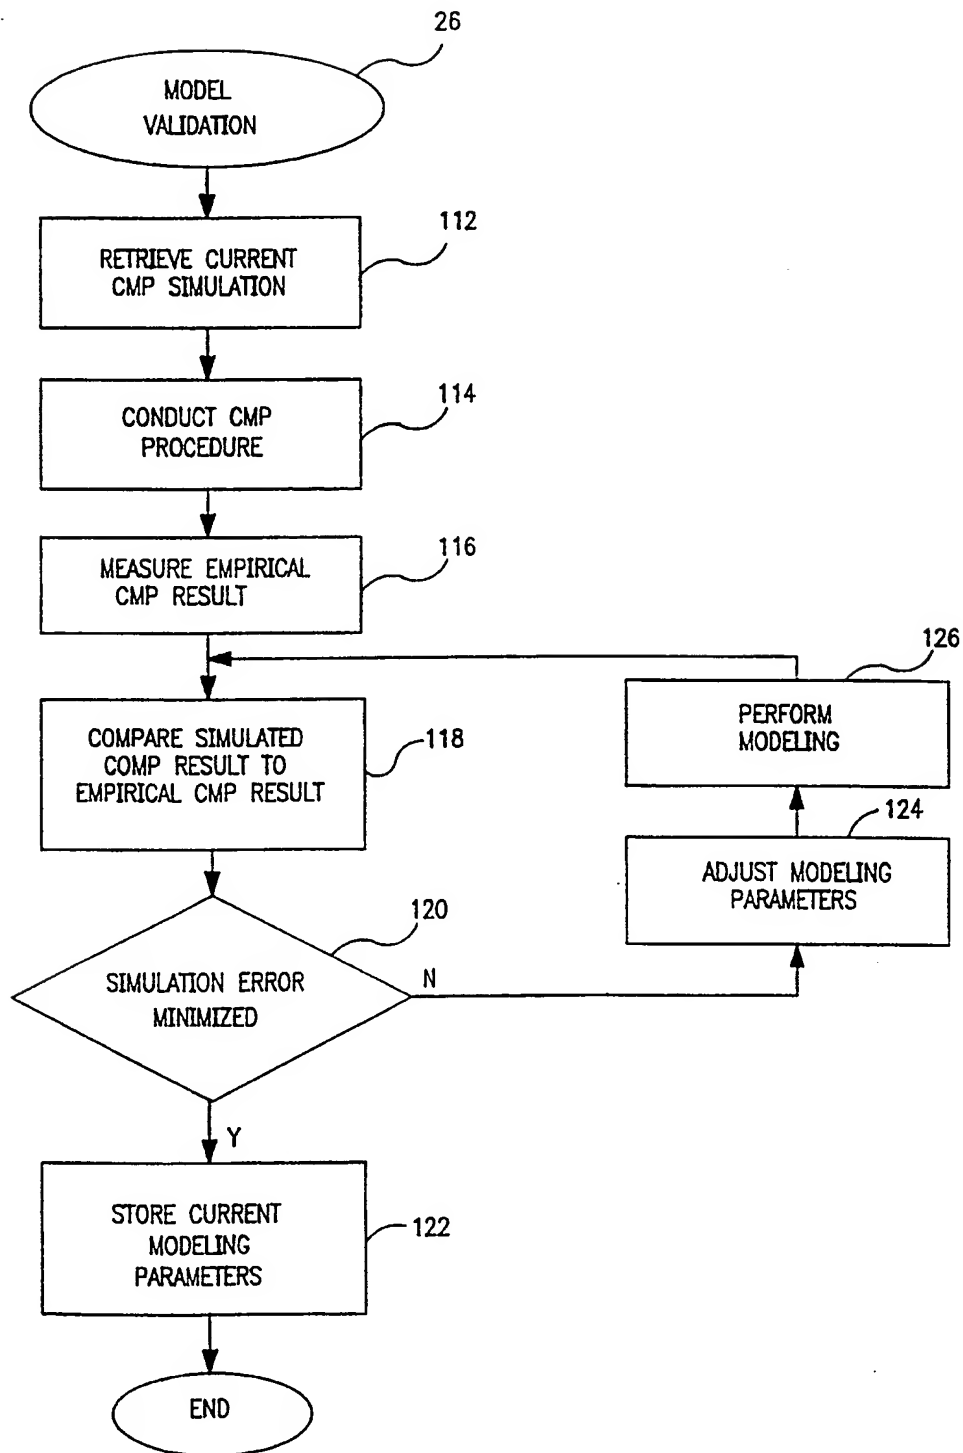 26
MODEL
VALIDATION
112
RETRIEVE CURRENT
CMP SIMULATION
114
CONDUCT CMP
PROCEDURE
116
MEASURE EMPIRICAL
CMP RESULT
126
PERFORM
MODELING
118
COMPARE SIMULATED
COMP RESULT TO
EMPIRICAL CMP RESULT
124
ADJUST MODELING
PARAMETERS
120
SIMULATION ERROR
MINIMIZED
N
Y
STORE CURRENT
MODELING
PARAMETERS
122
END